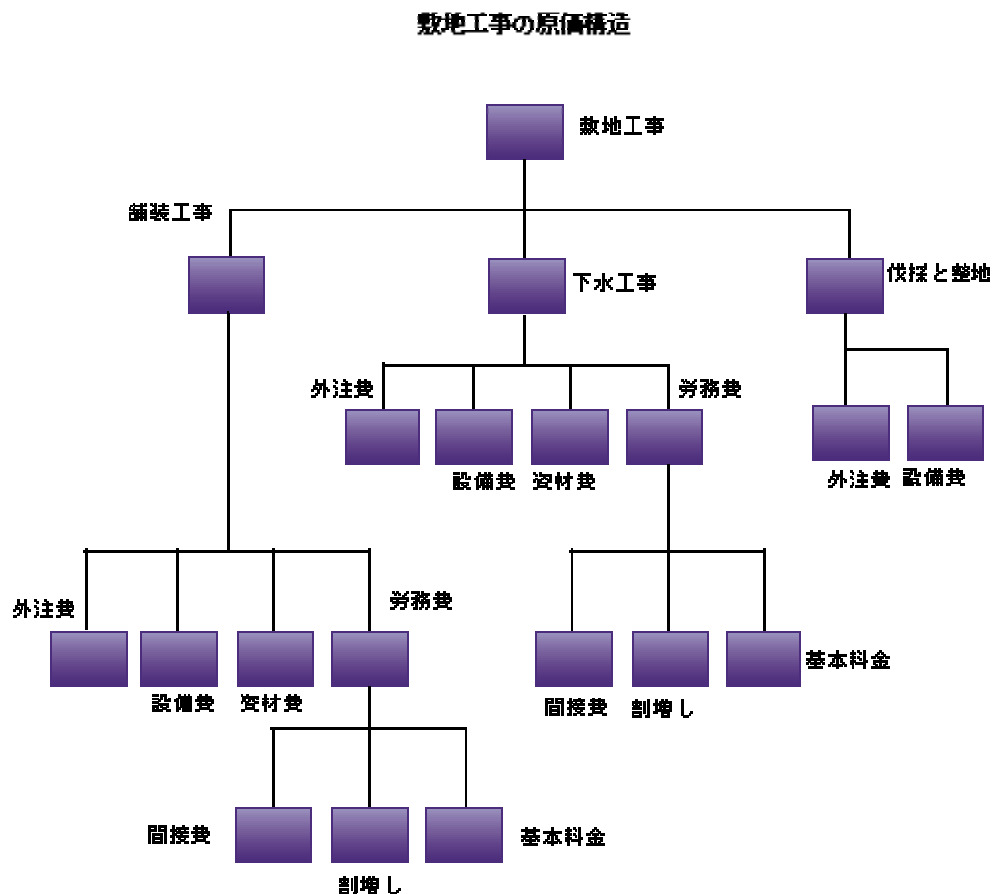 敷地工事の原価構造
敷地工事
舗装工事
下水工事
伐採と整地
外注費
労務費
設備費
資材費
外注費
設備費
外注費
労務費
設備費
資材費
基本料金
間接費
割増し
間接費
基本料金
割増し